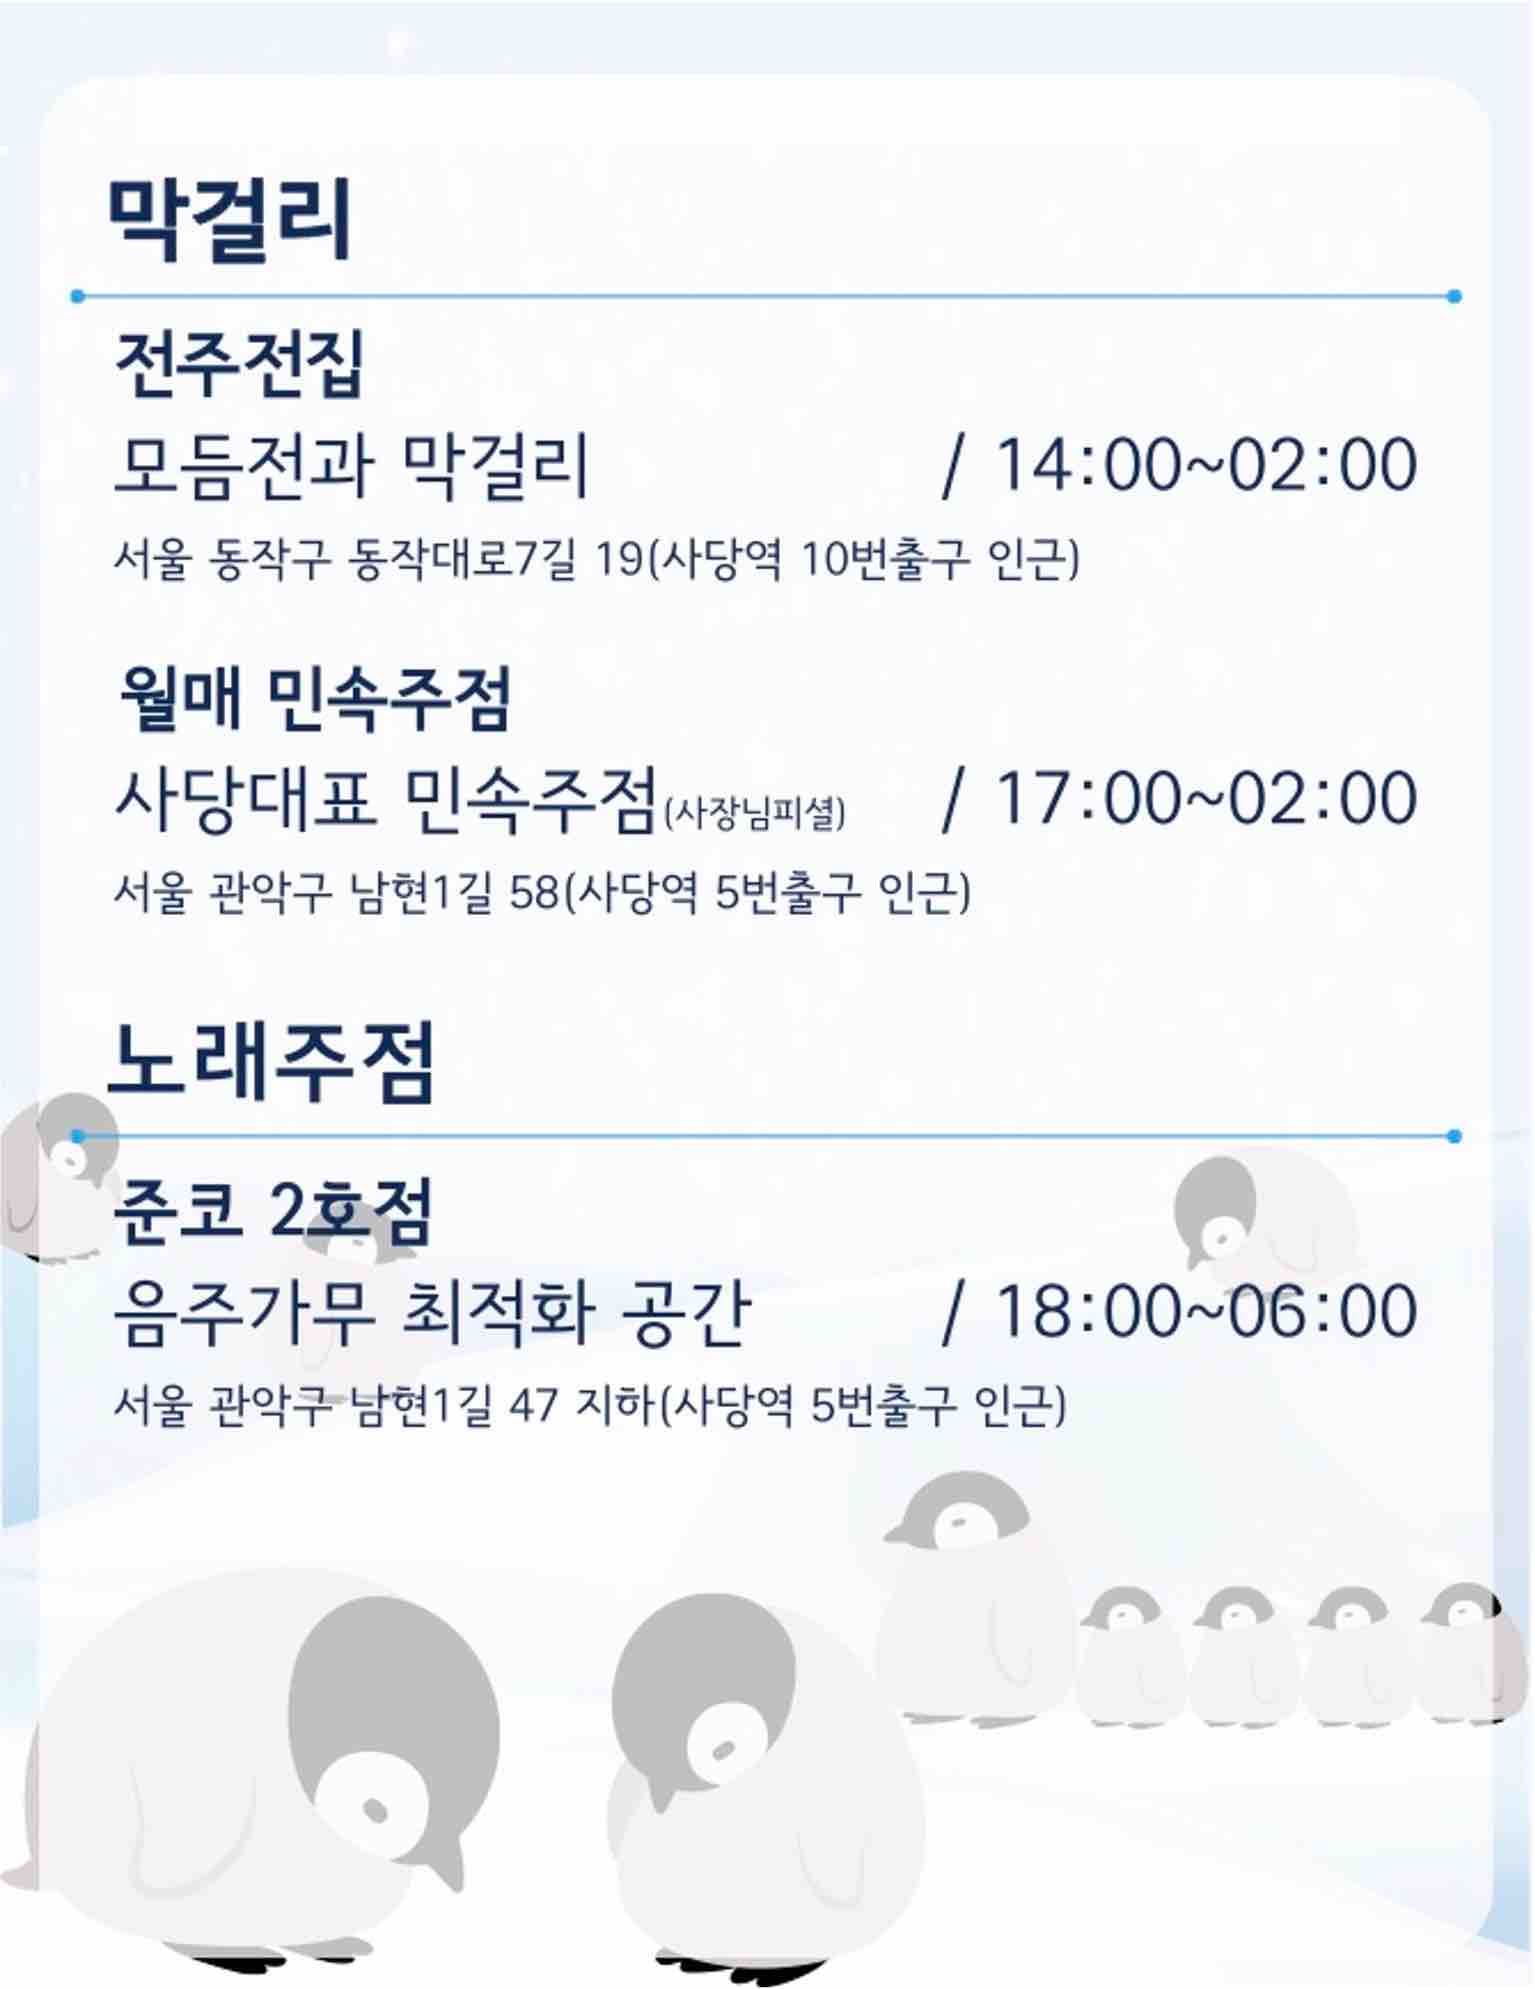 막걸리
전주전집
모듬전과 막걸리 / 14:00~02:00
서울 동작구 동작대로7길 19(사당역 10번출구 인근)
월매 민속주점
사당대표 민속주점(사장님피셜) / 17:00~02:00
서울 관악구 남현1길 58(사당역 5번출구 인근)
노래주점
준코 2호점
음주가무 최적화 공간 / 18:00~06:00
서울 관악구 남현1길 47 지하(사당역 5번출구 인근)